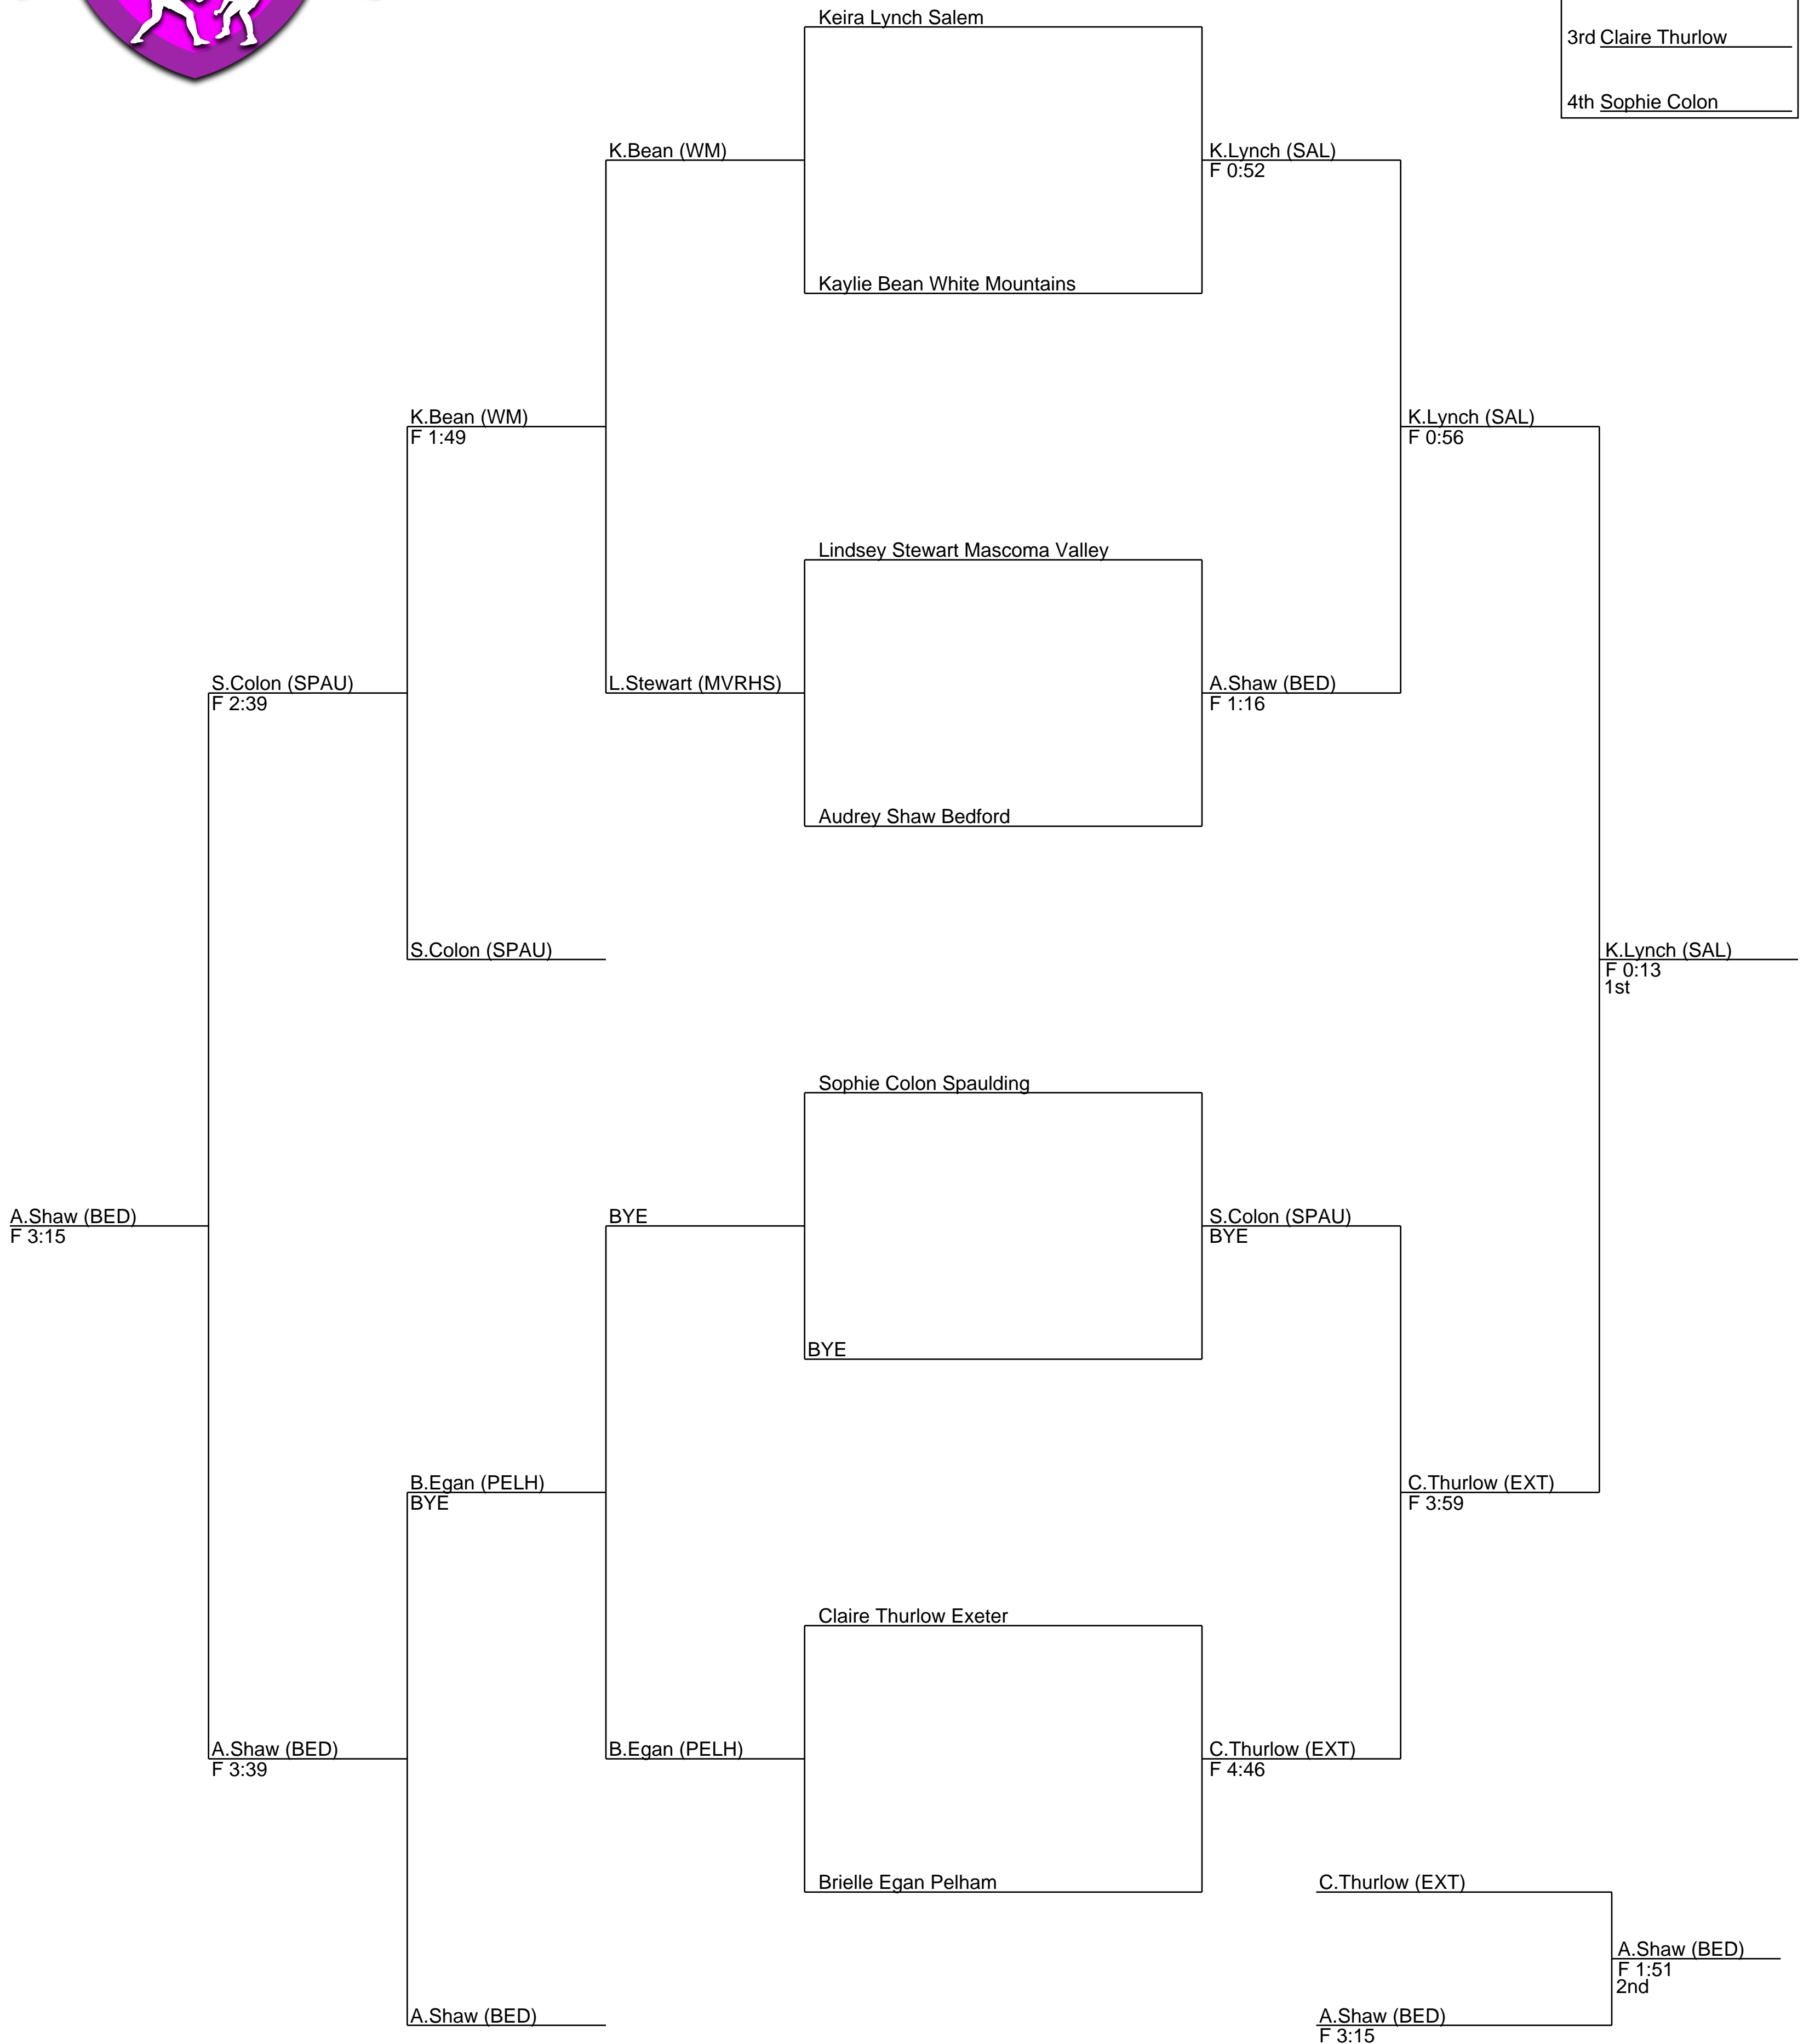 Keira Lynch Salem
3rd Claire Thurlow
4th Sophie Colon
K.Bean (WM)
K.Lynch (SAL)
F 0:52
Kaylie Bean White Mountains
K.Bean (WM)
F 1:49
K.Lynch (SAL)
F 0:56
Lindsey Stewart Mascoma Valley
S.Colon (SPAU)
F 2:39
L.Stewart (MVRHS)
A.Shaw (BED)
F 1:16
Audrey Shaw Bedford
S.Colon (SPAU)
K.Lynch (SAL)
F 0:13
1st
Sophie Colon Spaulding
A.Shaw (BED)
F 3:15
BYE
S.Colon (SPAU)
BYE
BYE
B.Egan (PELH)
BYE
C.Thurlow (EXT)
F 3:59
Claire Thurlow Exeter
A.Shaw (BED)
F 3:39
B.Egan (PELH)
C.Thurlow (EXT)
F 4:46
Brielle Egan Pelham
C.Thurlow (EXT)
A.Shaw (BED)
F 1:51
2nd
A.Shaw (BED)
A.Shaw (BED)
F 3:15